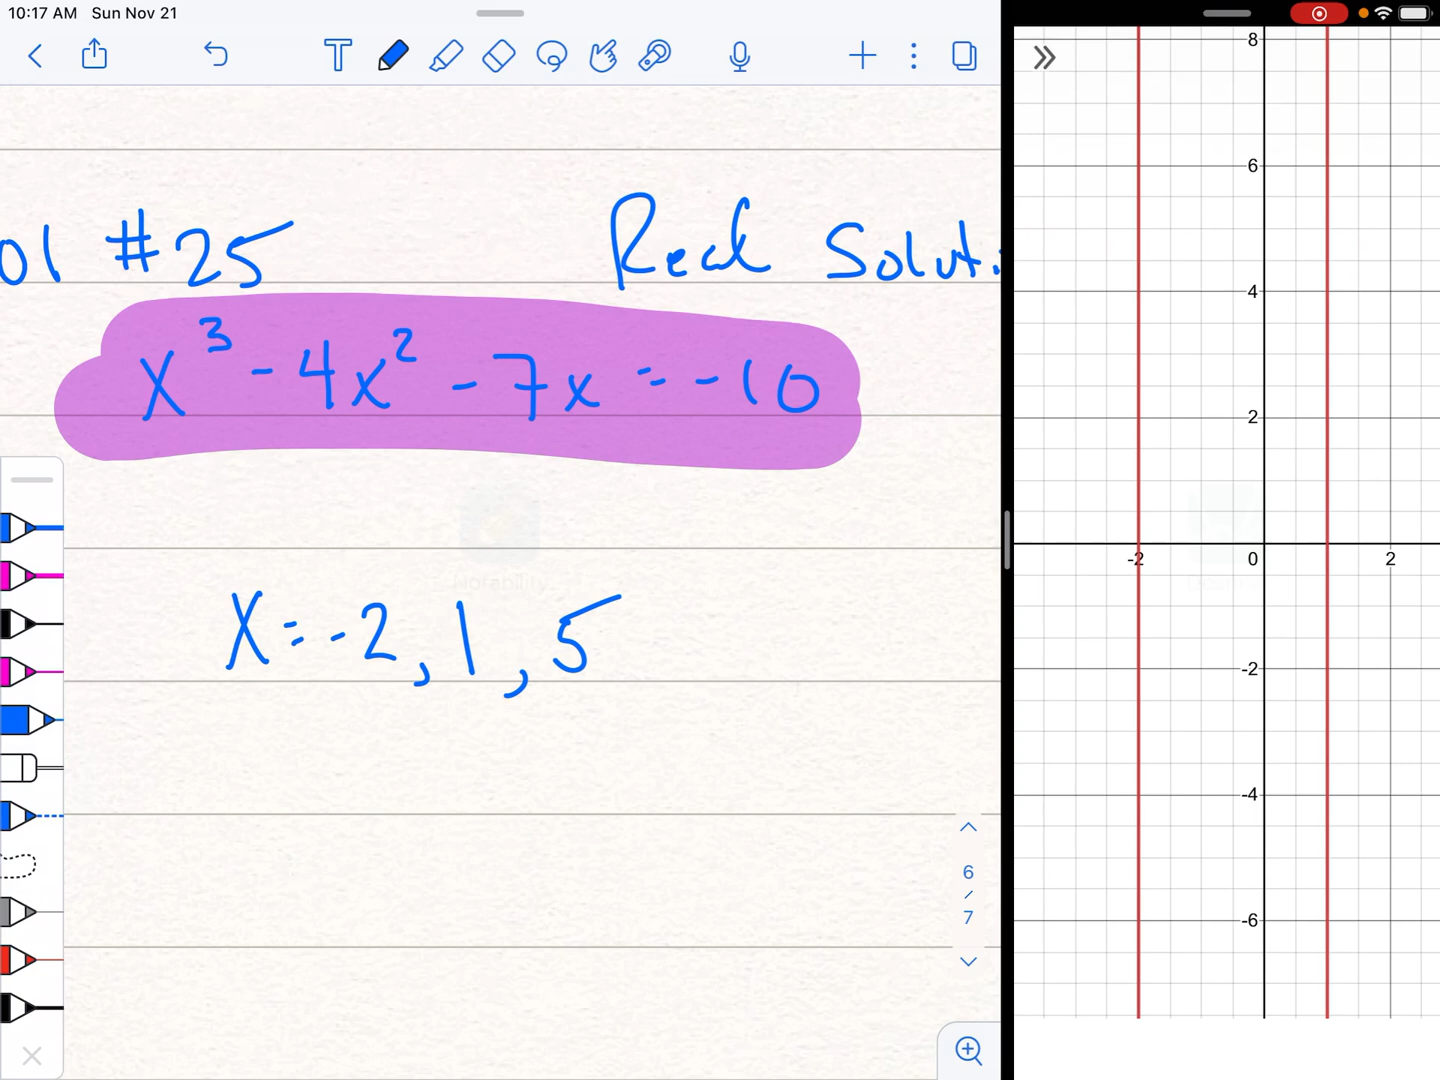 10:17 AM Sun Nov 21
ol #25 Real Soluti
x³ - 4x² - 7x = -10
X = -2, 1, 5
6
/
7
8
6
4
2
-2 0 2
-2
-4
-6